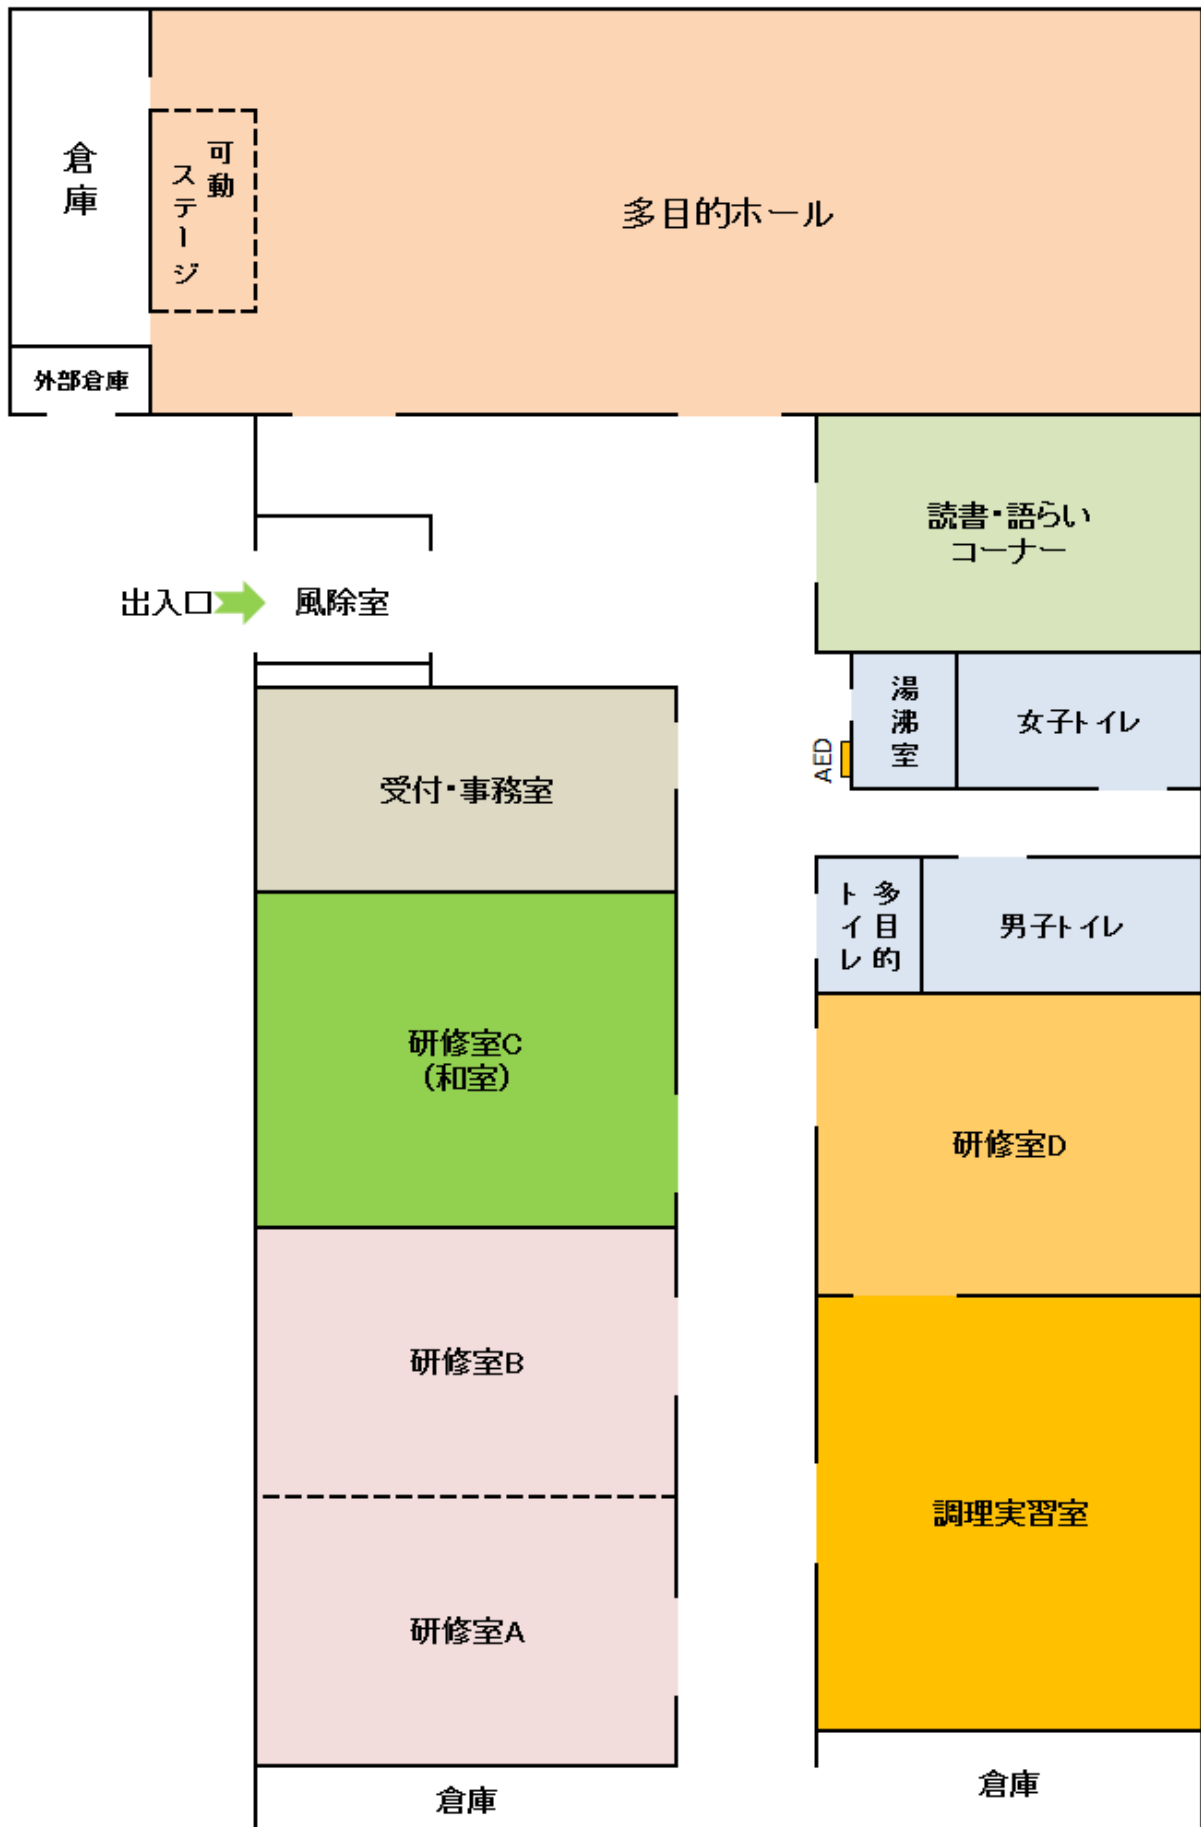 倉庫
可動
ステージ
多目的ホール
外部倉庫
読書・語らい
コーナー
出入口
風除室
湯沸室
女子トイレ
AED
受付・事務室
多目的
トイレ
男子トイレ
研修室C
(和室)
研修室D
研修室B
調理実習室
研修室A
倉庫
倉庫